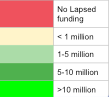 No Lapsed
funding
< 1 million
1-5 million
5-10 million
>10 million